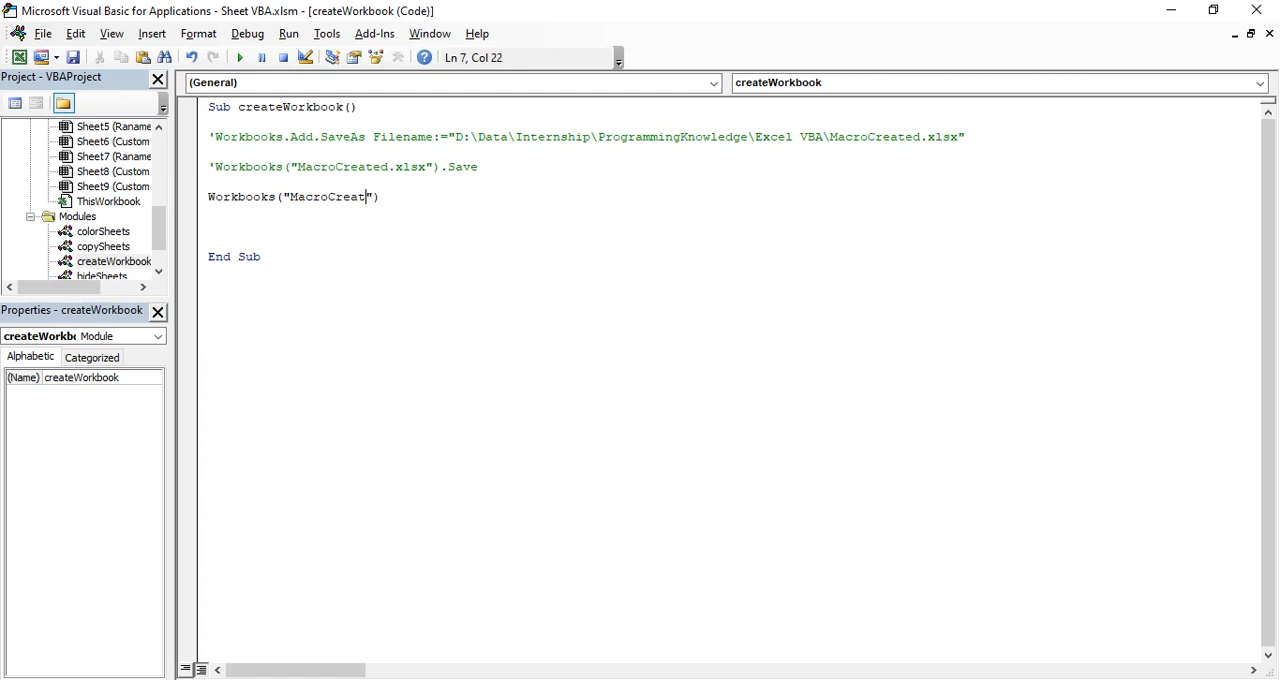 Microsoft Visual Basic for Applications - Sheet VBA.xlsm - [createWorkbook (Code)]
File Edit View Insert Format Debug Run Tools Add-Ins Window Help
Ln 7, Col 22
Project - VBAProject
(General) createWorkbook
Sheet5 (Rename
Sheet6 (Custom
Sheet7 (Rename
Sheet8 (Custom
Sheet9 (Custom
ThisWorkbook
Modules
colorSheets
copySheets
createWorkbook
hideSheets
Properties - createWorkbook
createWorkbo Module
Alphabetic Categorized
(Name) createWorkbook
Sub createWorkbook()
'Workbooks.Add.SaveAs Filename:="D:\Data\Internship\ProgrammingKnowledge\Excel VBA\MacroCreated.xlsx"
'Workbooks("MacroCreated.xlsx").Save
Workbooks("MacroCreat")
End Sub